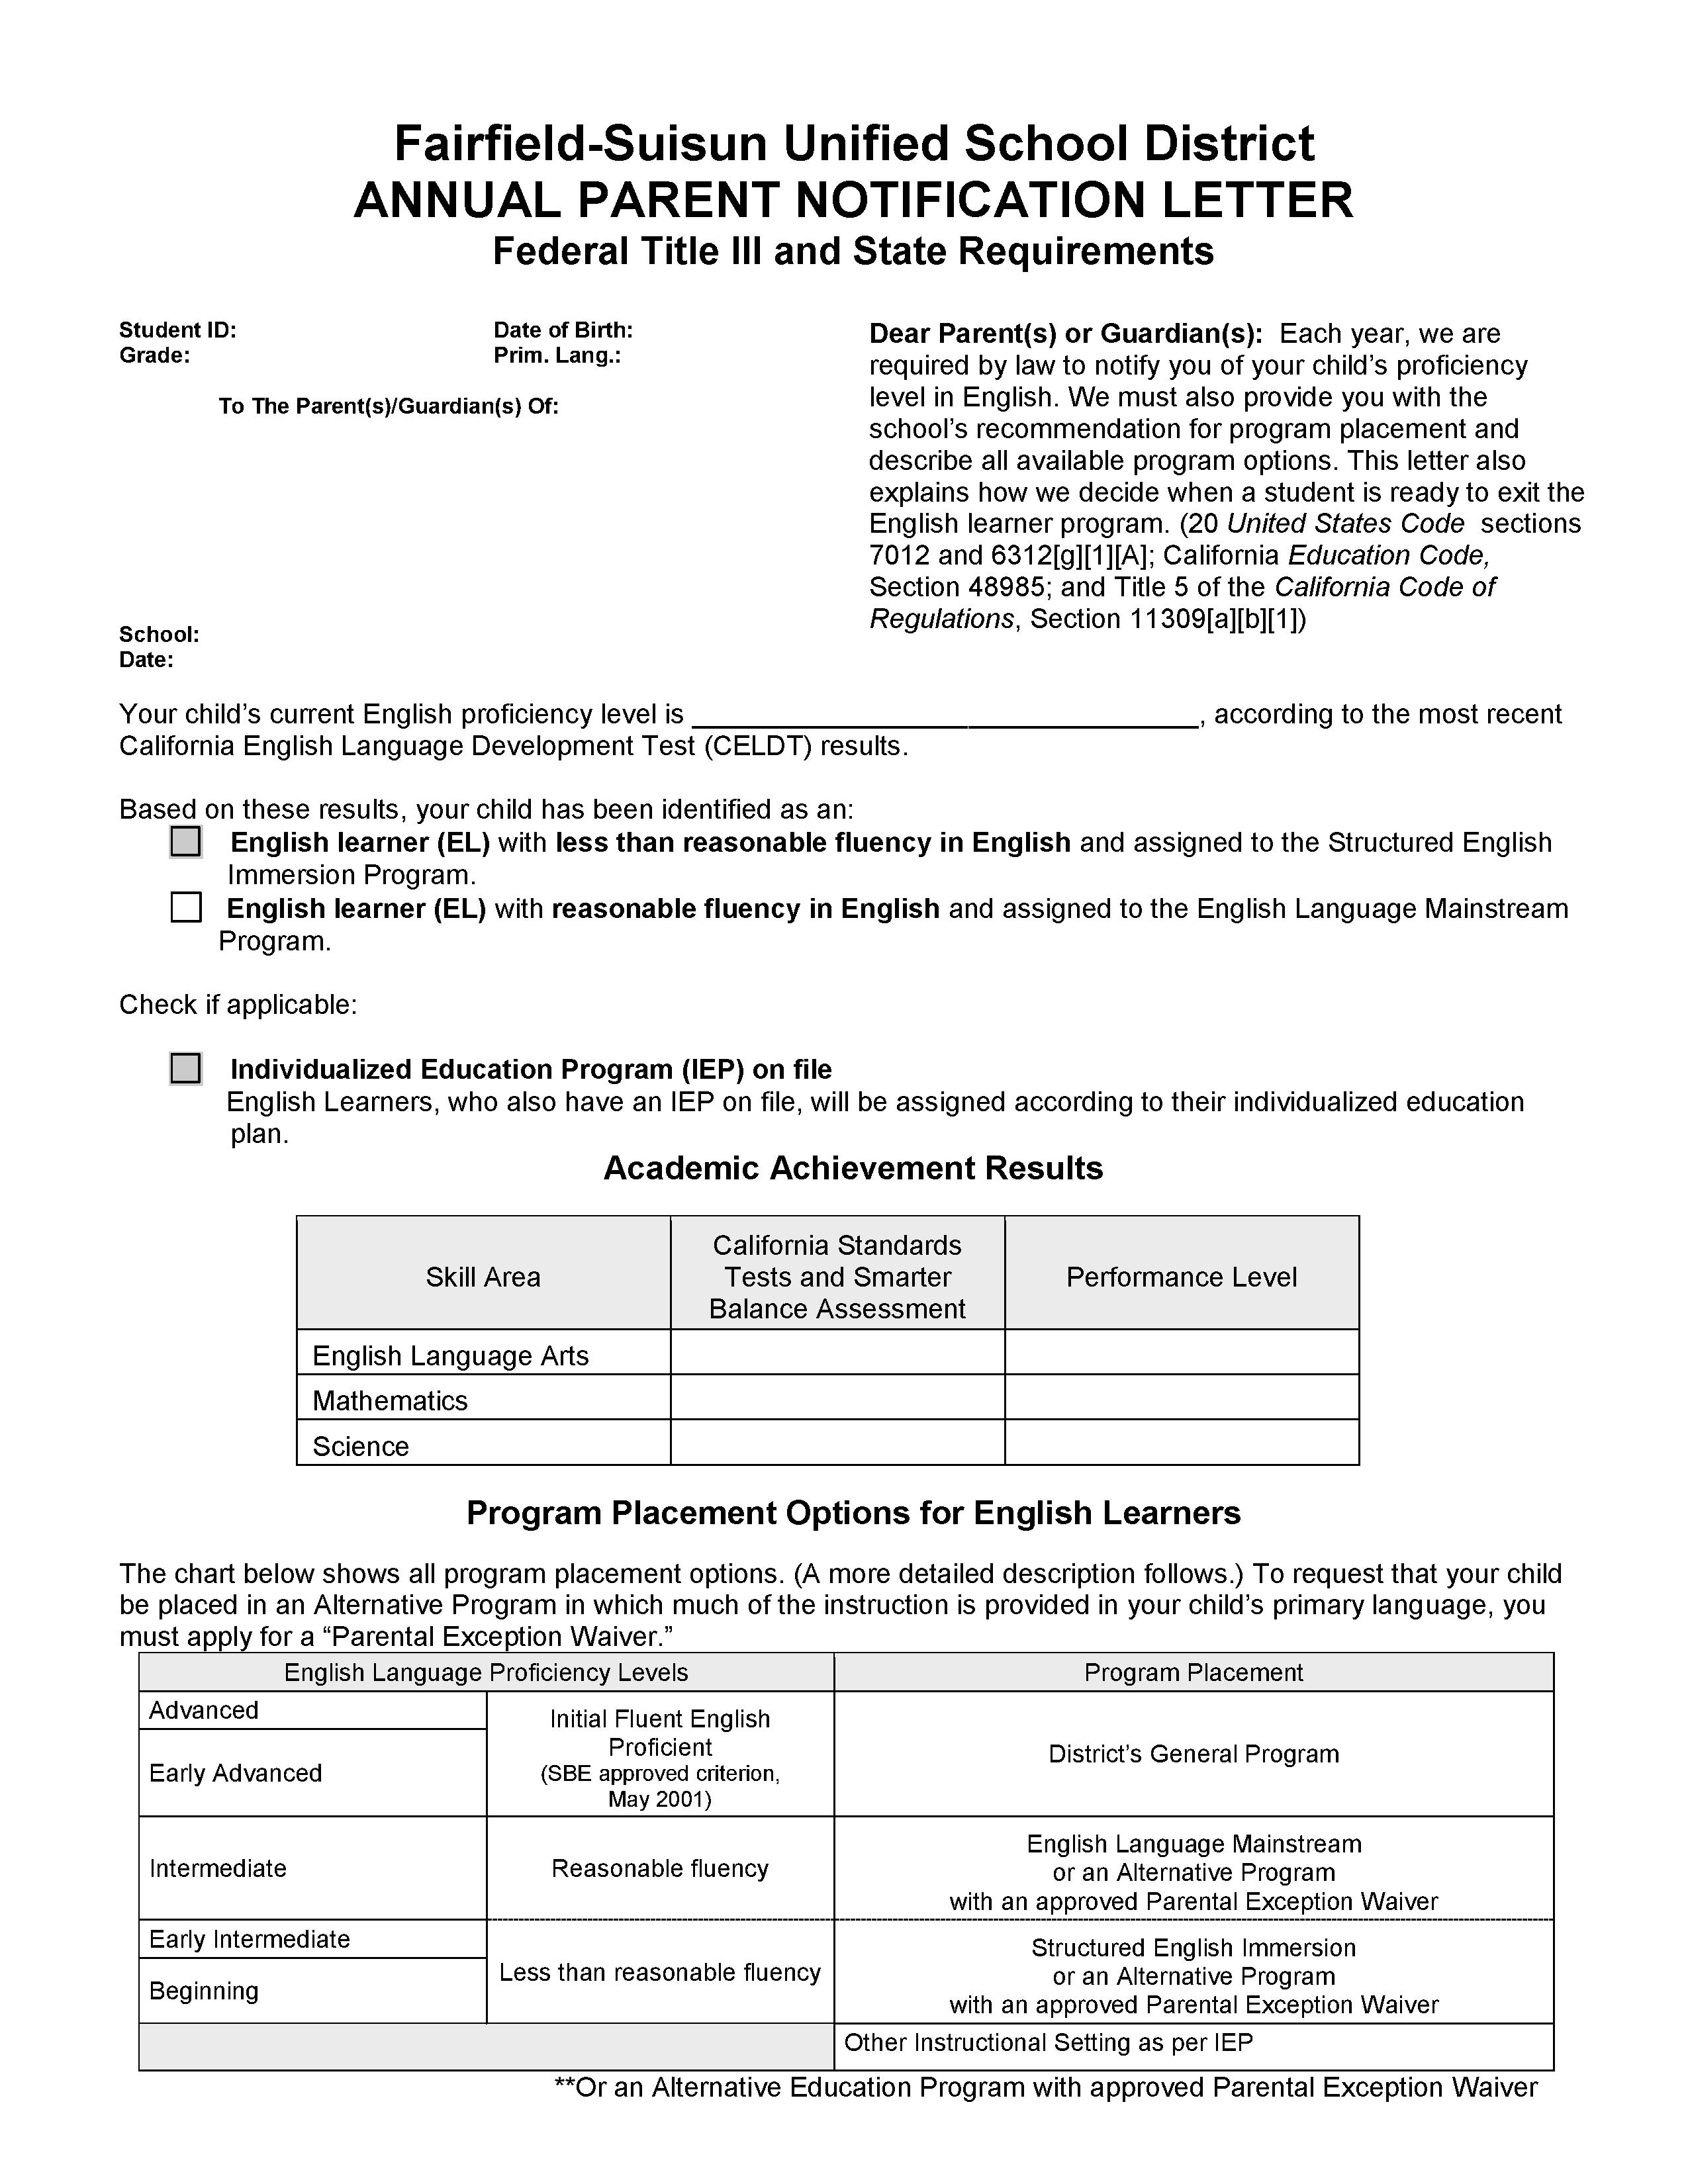 Fairfield-Suisun Unified School District
ANNUAL PARENT NOTIFICATION LETTER
Federal Title III and State Requirements
Student ID:
Date of Birth:
Grade:
Prim. Lang.:
To The Parent(s)/Guardian(s) Of:
School:
Date:
Dear Parent(s) or Guardian(s):  Each year, we are
required by law to notify you of your child’s proficiency
level in English. We must also provide you with the
school’s recommendation for program placement and
describe all available program options. This letter also
explains how we decide when a student is ready to exit the
English learner program. (20 United States Code  sections
7012 and 6312[g][1][A]; California Education Code,
Section 48985; and Title 5 of the California Code of
Regulations, Section 11309[a][b][1])
Your child’s current English proficiency level is __________________________________, according to the most recent
California English Language Development Test (CELDT) results.
Based on these results, your child has been identified as an:
English learner (EL) with less than reasonable fluency in English and assigned to the Structured English
Immersion Program.
English learner (EL) with reasonable fluency in English and assigned to the English Language Mainstream
Program.
Check if applicable:
Individualized Education Program (IEP) on file
English Learners, who also have an IEP on file, will be assigned according to their individualized education
plan.
Academic Achievement Results
Skill Area
California Standards
Tests and Smarter
Balance Assessment
Performance Level
English Language Arts
Mathematics
Science
Program Placement Options for English Learners
The chart below shows all program placement options. (A more detailed description follows.) To request that your child
be placed in an Alternative Program in which much of the instruction is provided in your child’s primary language, you
must apply for a “Parental Exception Waiver.”
English Language Proficiency Levels
Program Placement
Advanced
Early Advanced
Initial Fluent English
Proficient
(SBE approved criterion,
May 2001)
District’s General Program
Intermediate
Reasonable fluency
English Language Mainstream
or an Alternative Program
with an approved Parental Exception Waiver
Early Intermediate
Beginning
Less than reasonable fluency
Structured English Immersion
or an Alternative Program
with an approved Parental Exception Waiver
Other Instructional Setting as per IEP
**Or an Alternative Education Program with approved Parental Exception Waiver